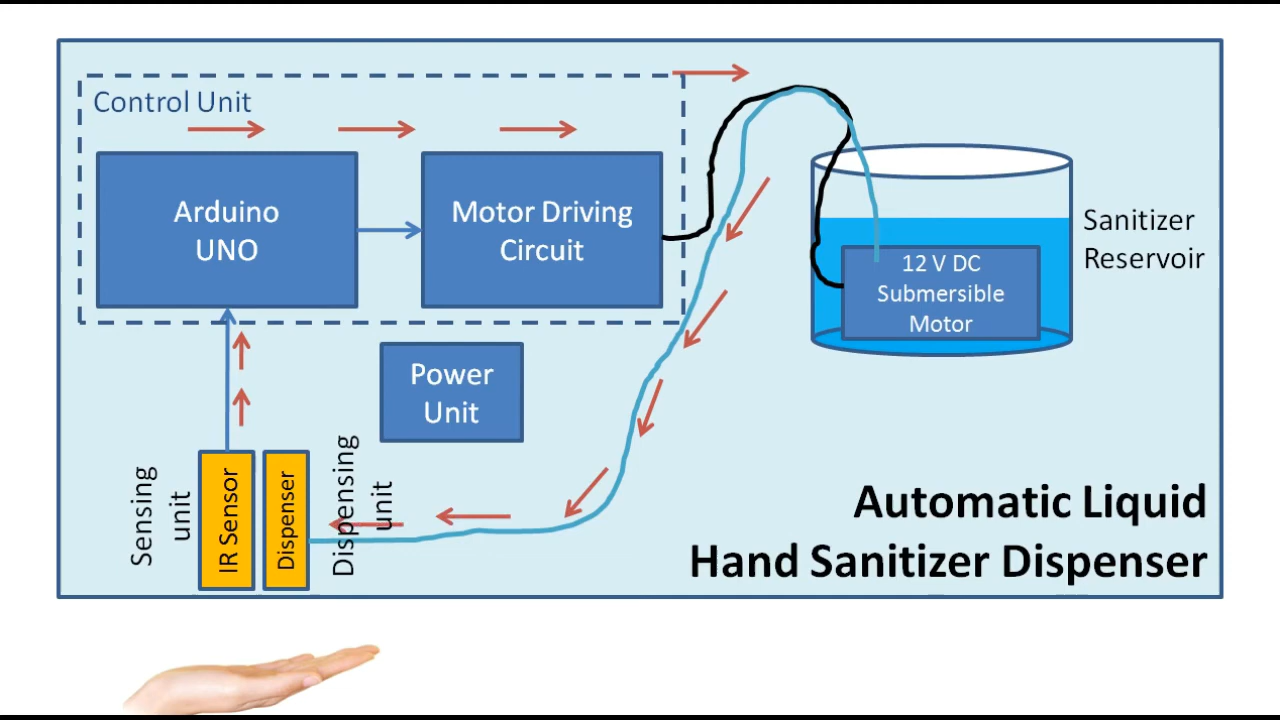 Control Unit
Arduino
UNO
Motor Driving
Circuit
Sanitizer
Reservoir
12 V DC
Submersible
Motor
Power
Unit
Sensing
unit
IR Sensor
Dispenser
Dispensing
unit
Automatic Liquid
Hand Sanitizer Dispenser